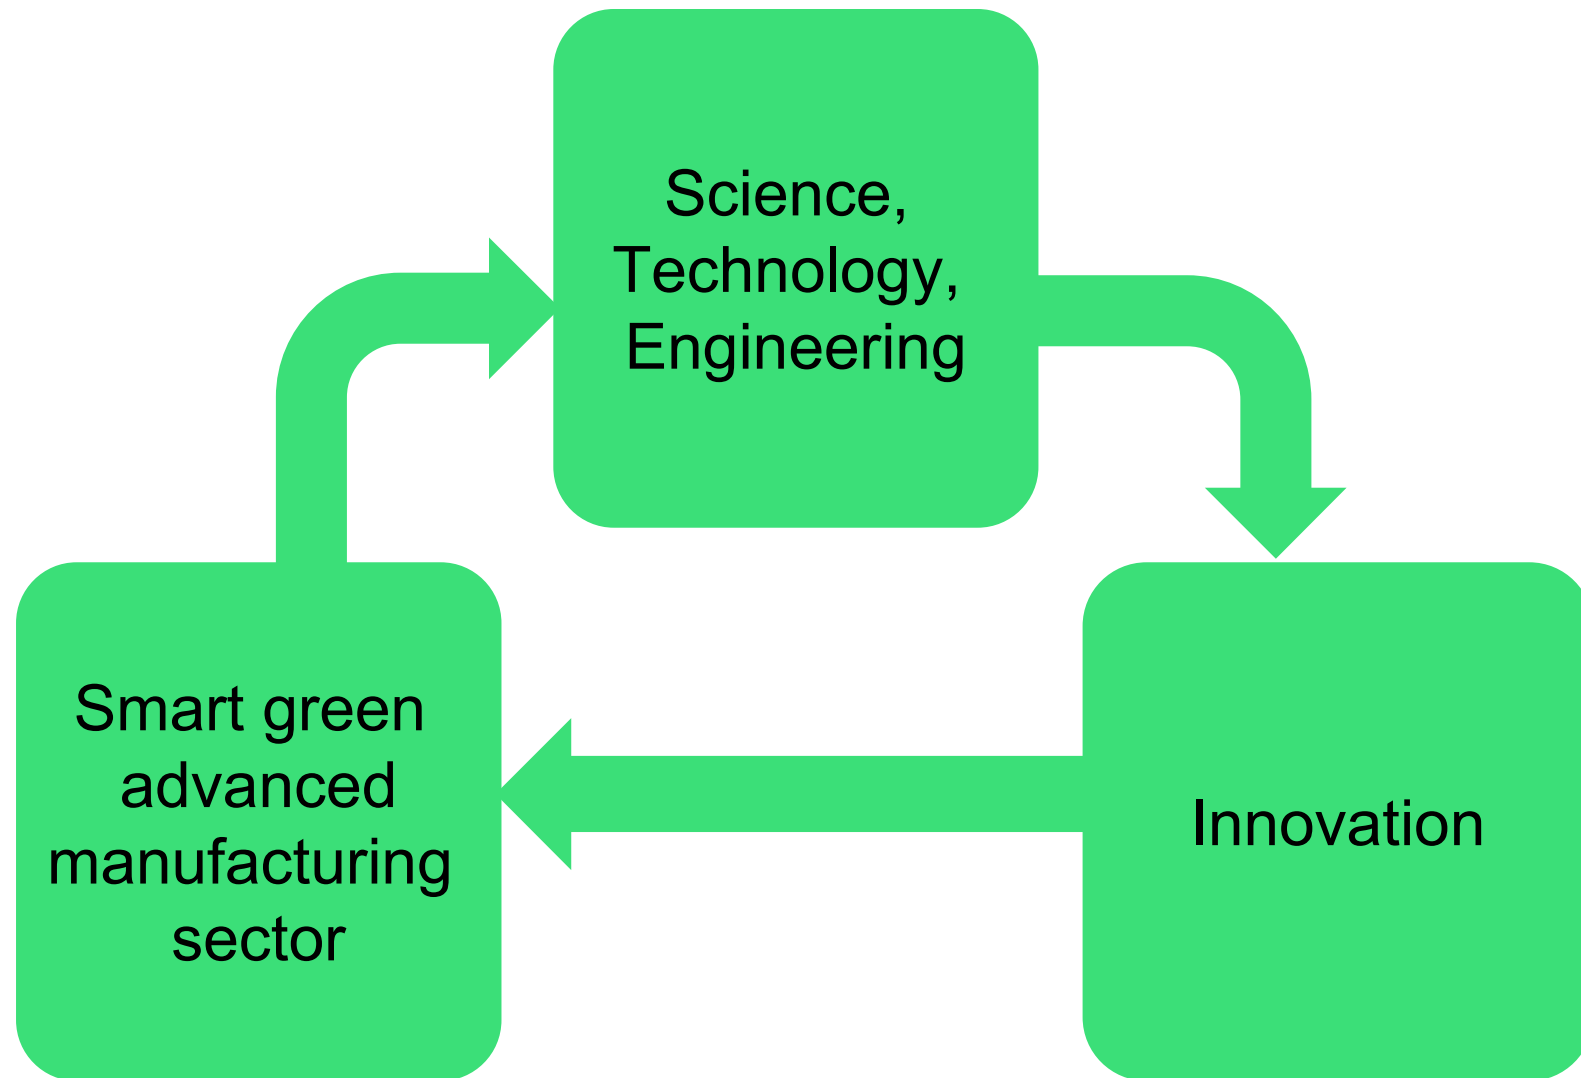 Science,
Technology,
Engineering
Smart green
advanced
manufacturing
sector
Innovation